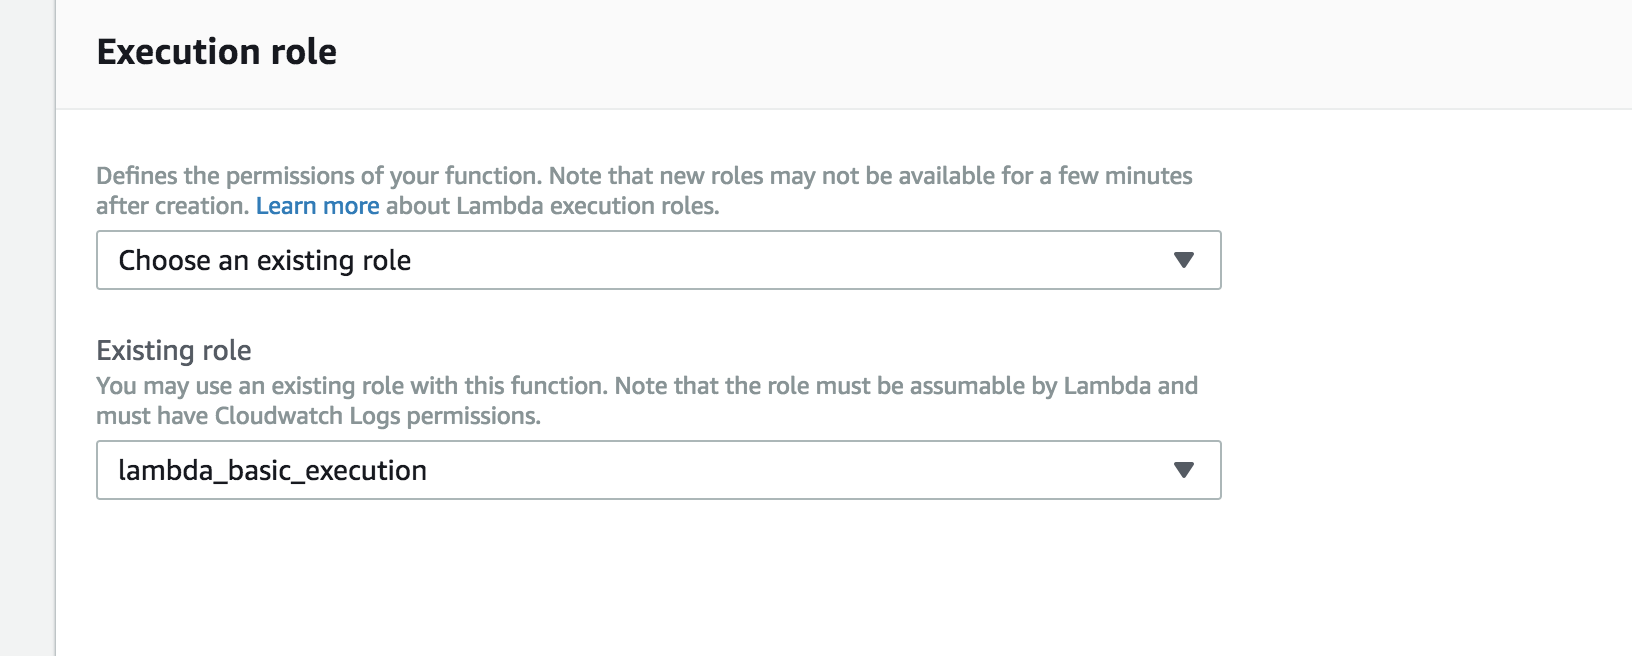 Execution role
Defines the permissions of your function. Note that new roles may not be available for a few minutes
after creation. Learn more about Lambda execution roles.
Choose an existing role
Existing role
You may use an existing role with this function. Note that the role must be assumable by Lambda and
must have Cloudwatch Logs permissions.
lambda_basic_execution